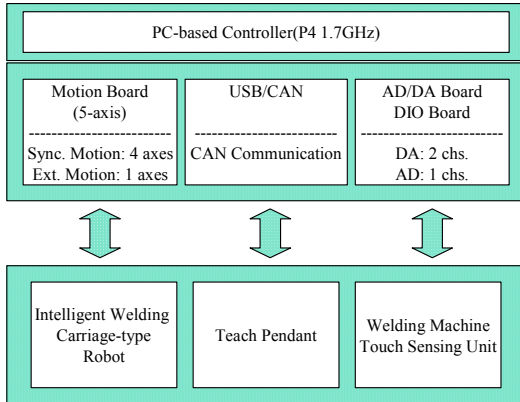 PC-based Controller(P4 1.7GHz)
Motion Board
(5-axis)
Sync. Motion: 4 axes
Ext. Motion: 1 axes
USB/CAN
CAN Communication
AD/DA Board
DIO Board
DA: 2 chs.
AD: 1 chs.
Intelligent Welding
Carriage-type
Robot
Teach Pendant
Welding Machine
Touch Sensing Unit